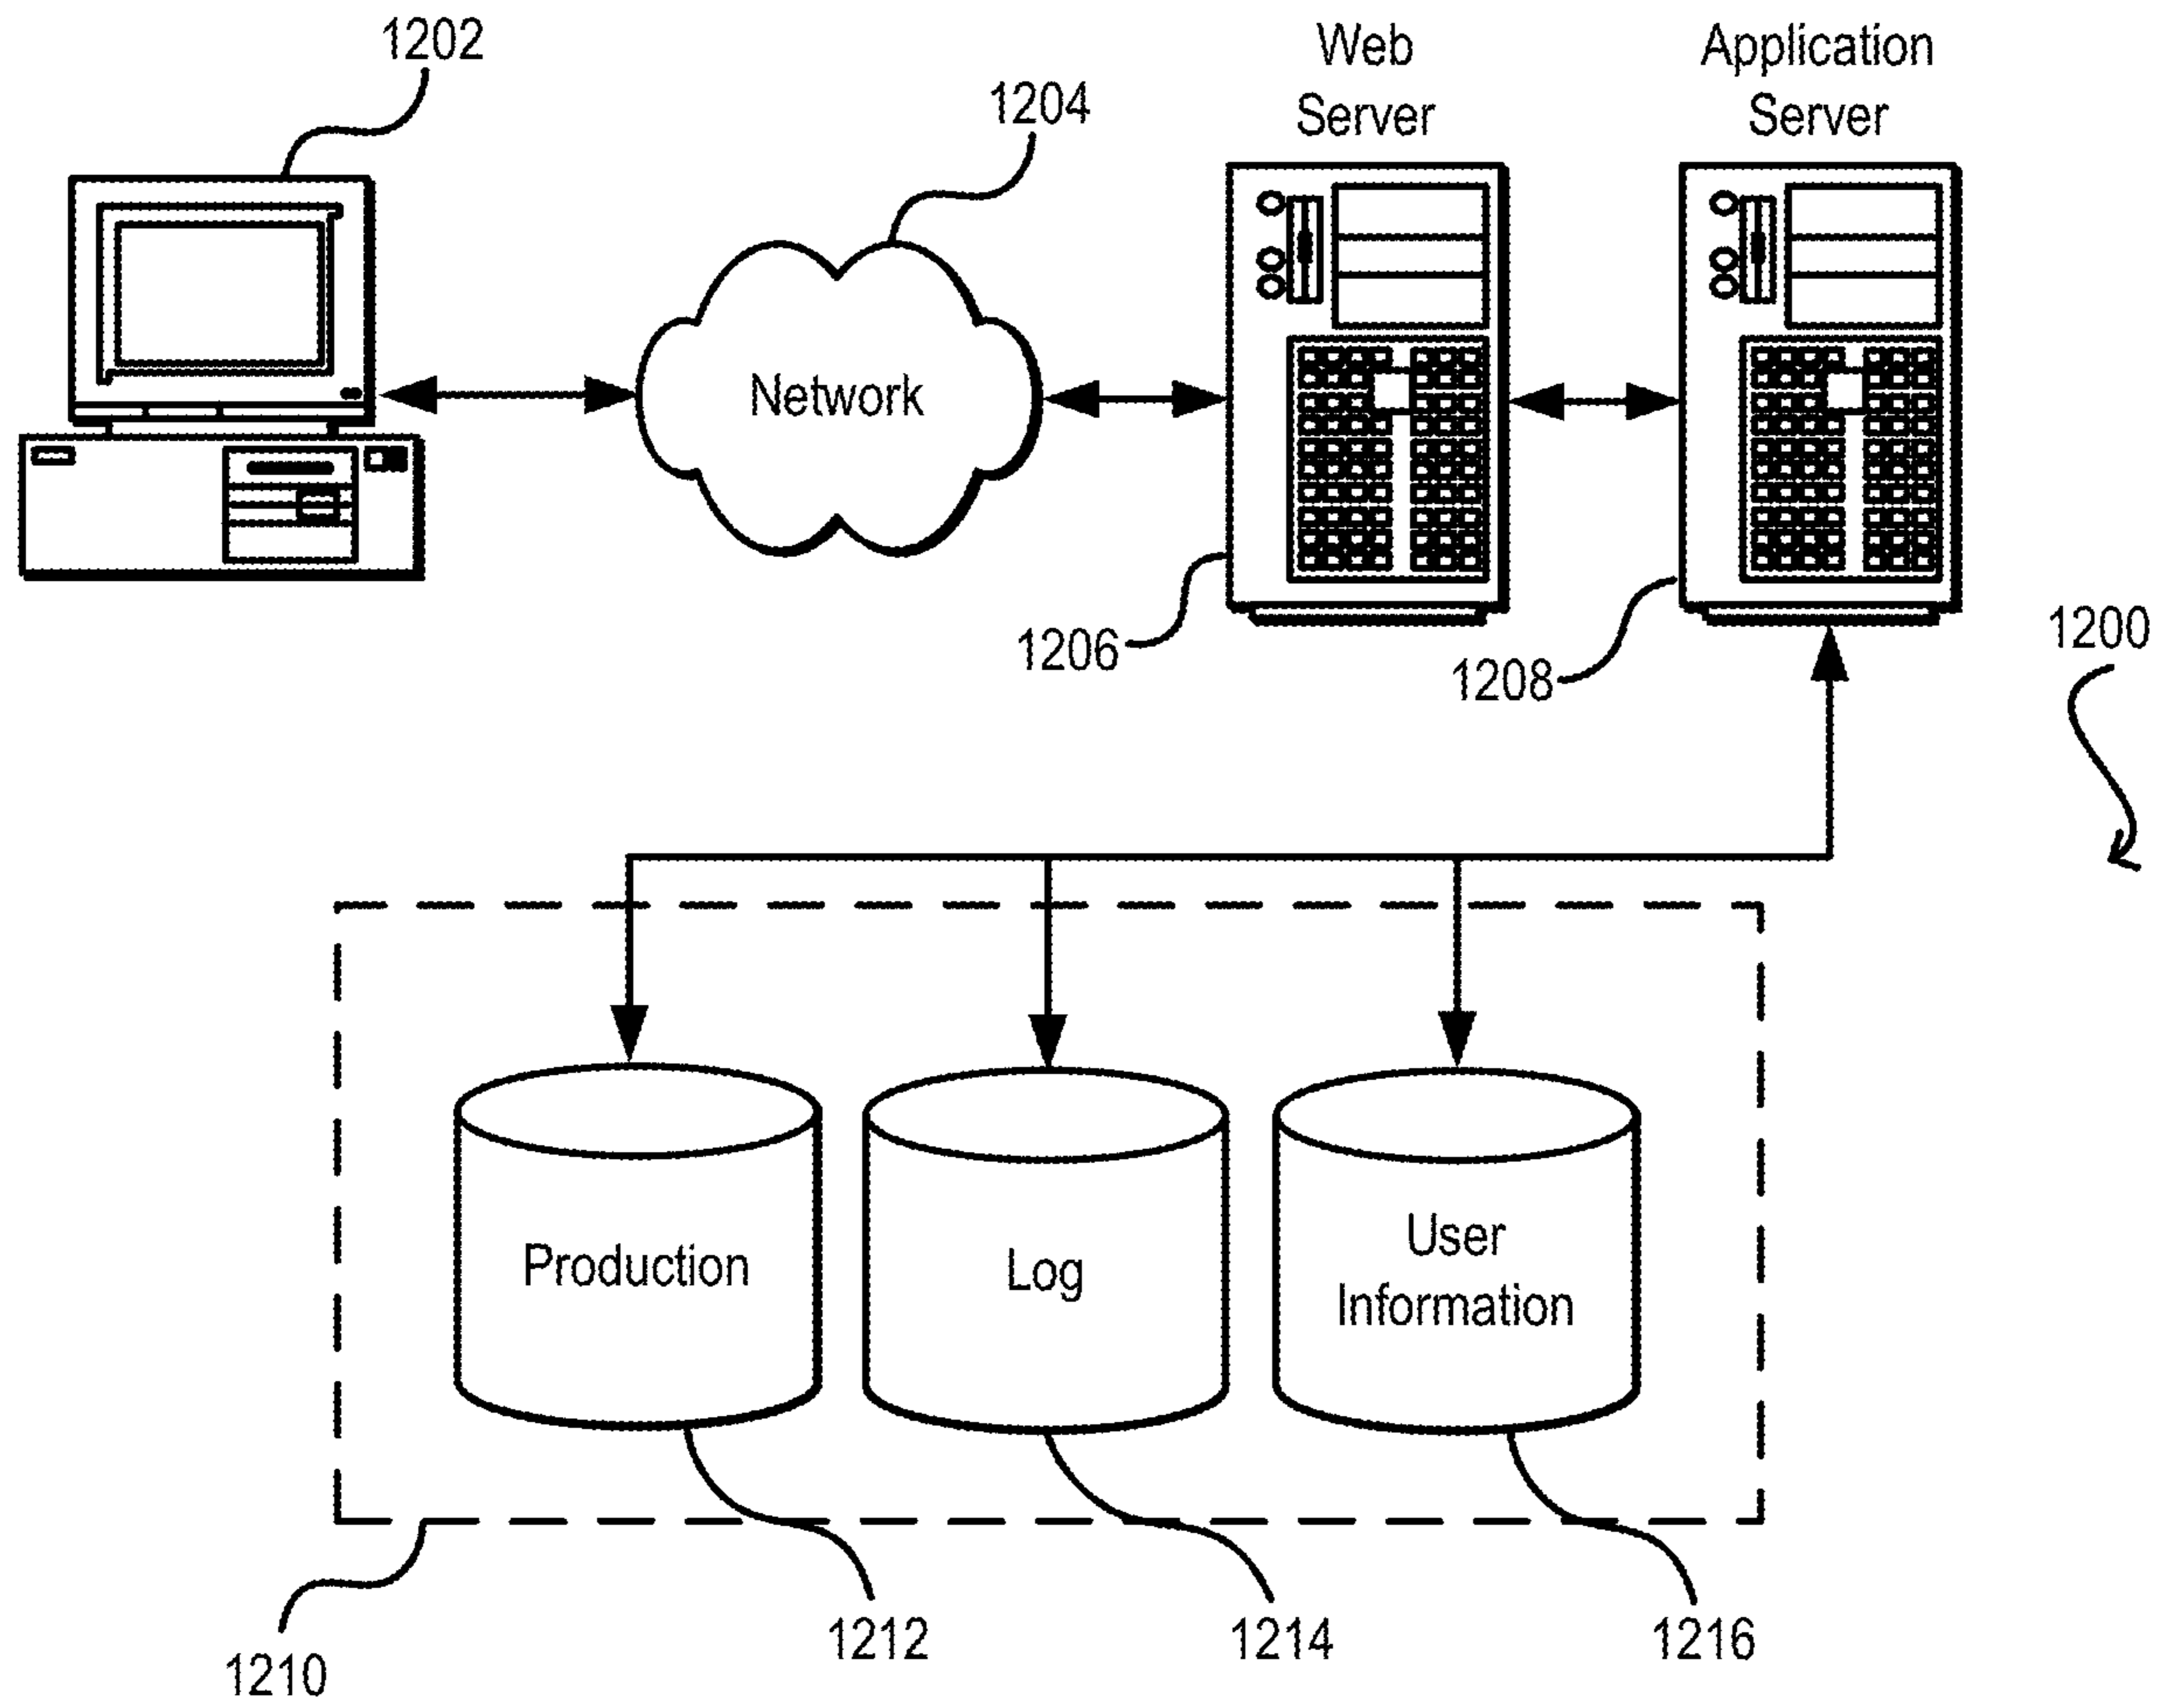 1202
1204
Web
Server
Application
Server
Network
1206
1208
1200
Production
Log
User
Information
1210
1212
1214
1216